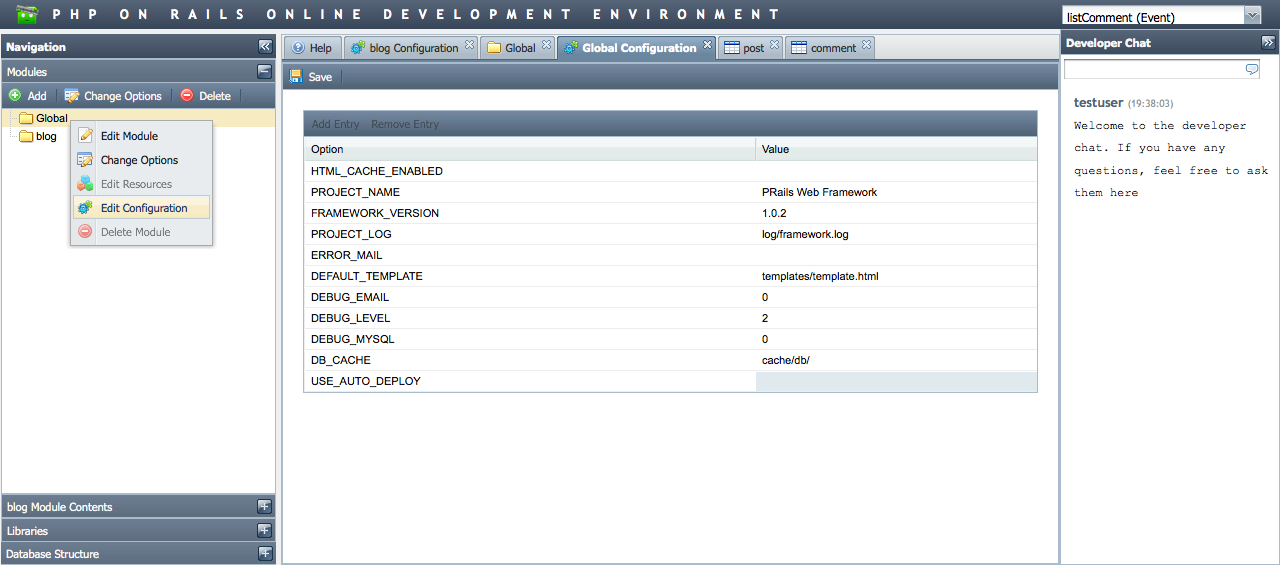 PHP ON RAILS ONLINE DEVELOPMENT ENVIRONMENT
listComment (Event)
Navigation
Modules
Add Change Options Delete
Global
blog
Edit Module
Change Options
Edit Resources
Edit Configuration
Delete Module
blog Module Contents
Libraries
Database Structure
Help blog Configuration Global Global Configuration post comment
Save
Add Entry Remove Entry
Option Value
HTML_CACHE_ENABLED
PROJECT_NAME PRails Web Framework
FRAMEWORK_VERSION 1.0.2
PROJECT_LOG log/framework.log
ERROR_MAIL
DEFAULT_TEMPLATE templates/template.html
DEBUG_EMAIL 0
DEBUG_LEVEL 2
DEBUG_MYSQL 0
DB_CACHE cache/db/
USE_AUTO_DEPLOY
Developer Chat
testuser (19:38:03)
Welcome to the developer
chat. If you have any
questions, feel free to ask
them here